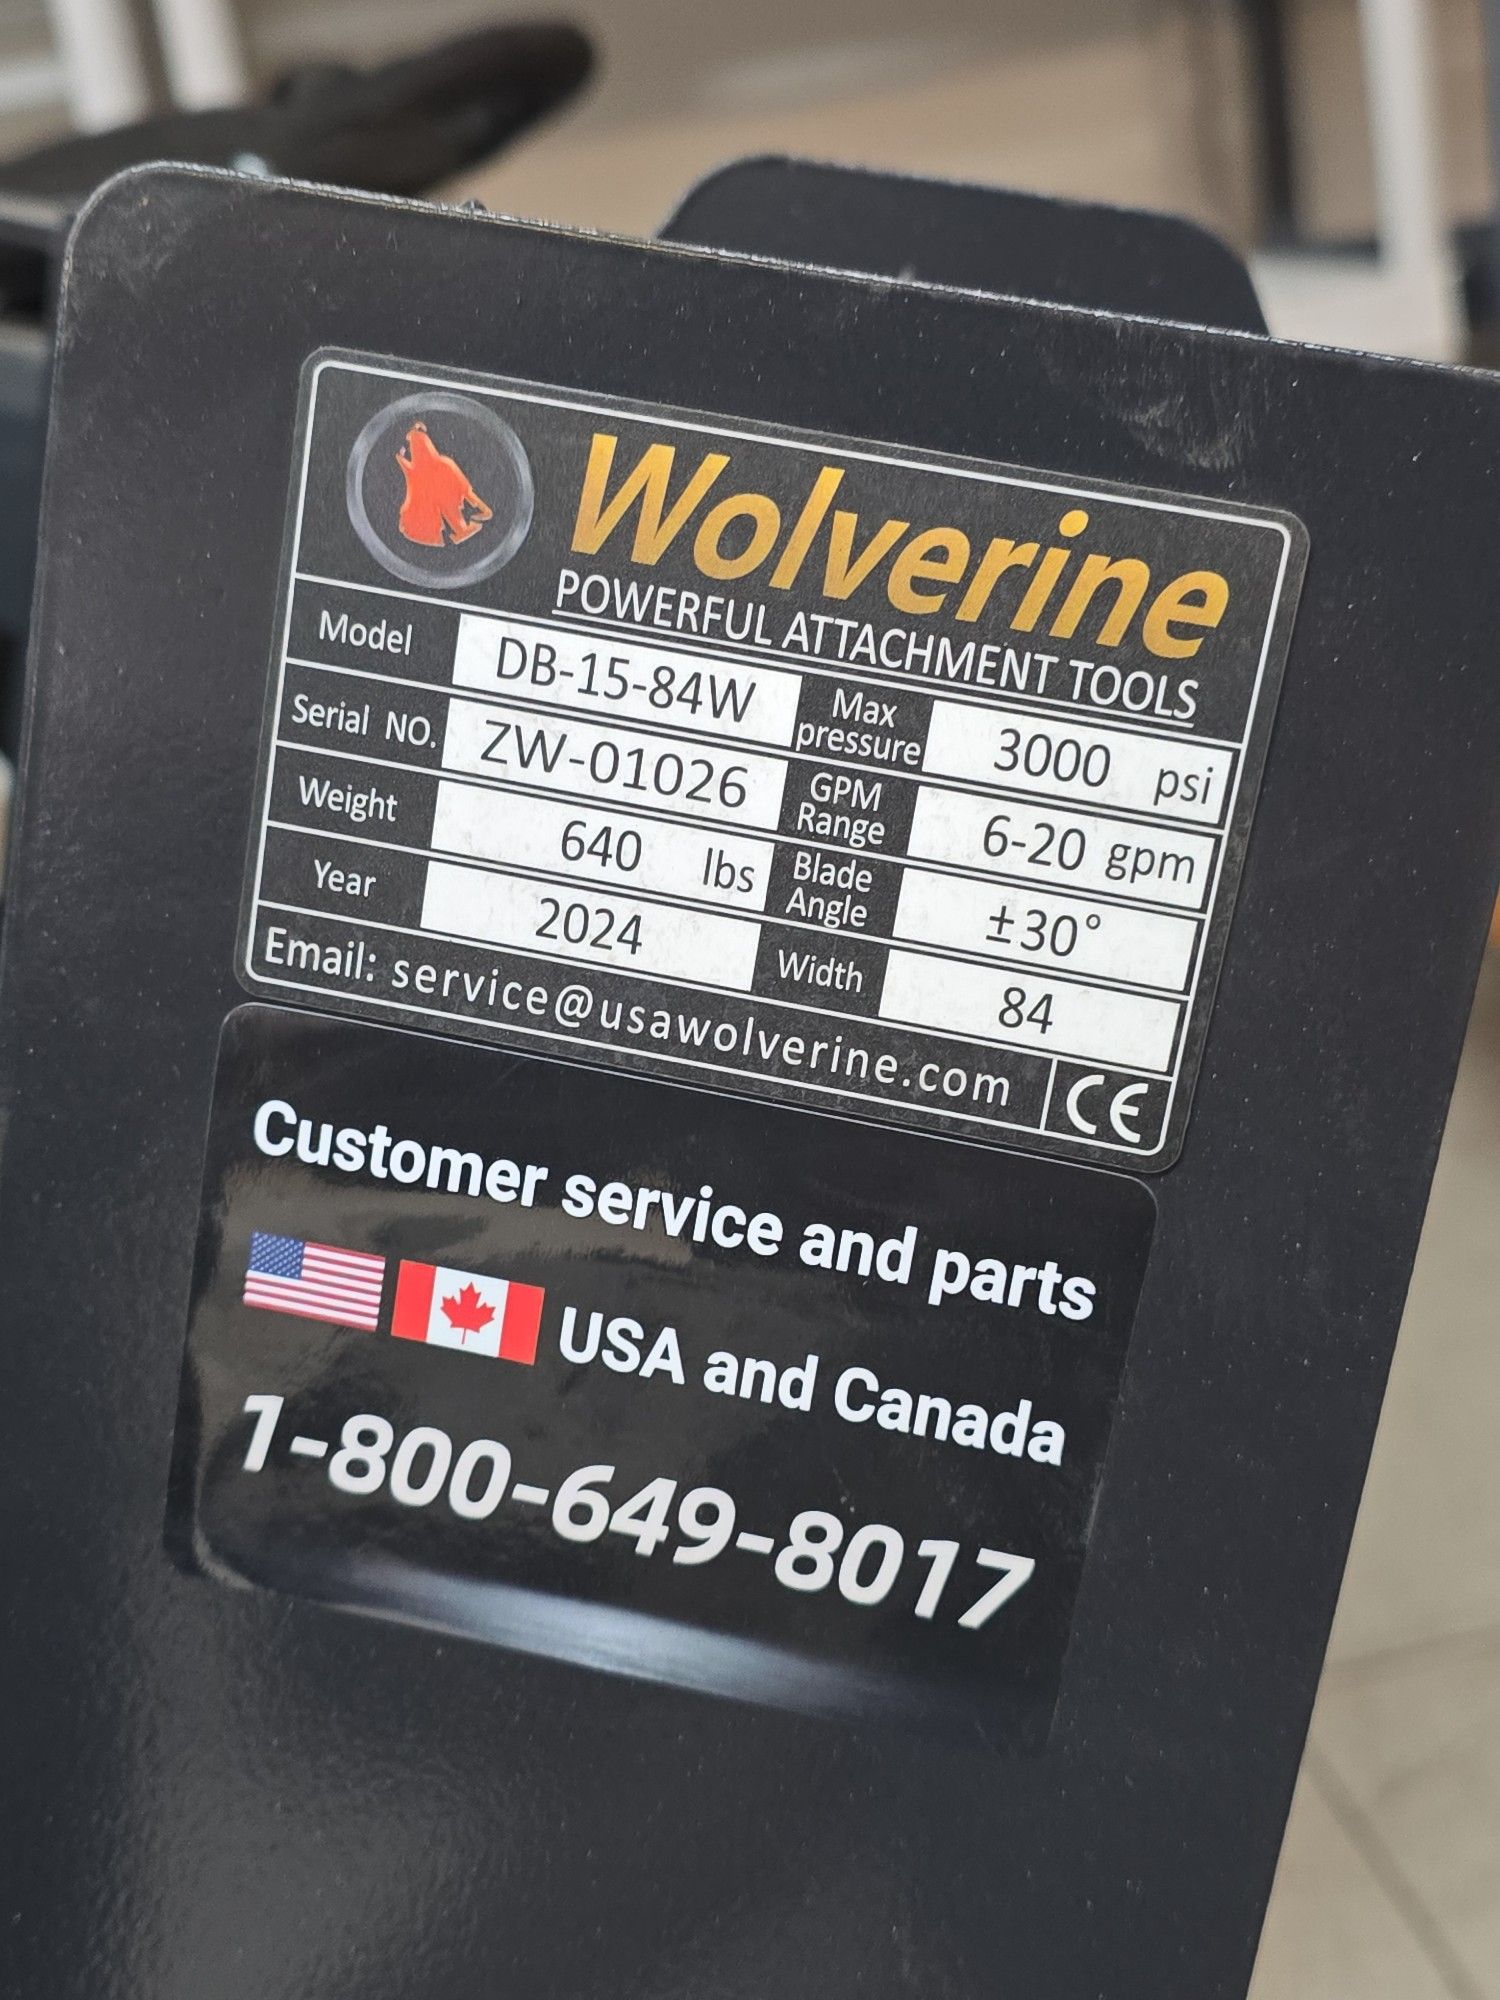 Wolverine
POWERFUL ATTACHMENT TOOLS
Model DB-15-84W Max pressure 3000 psi
Serial NO. ZW-01026 GPM Range 6-20 gpm
Weight 640 lbs Blade Angle ±30°
Year 2024 Width 84
Email: service@usawolverine.com CE
Customer service and parts
USA and Canada
1-800-649-8017